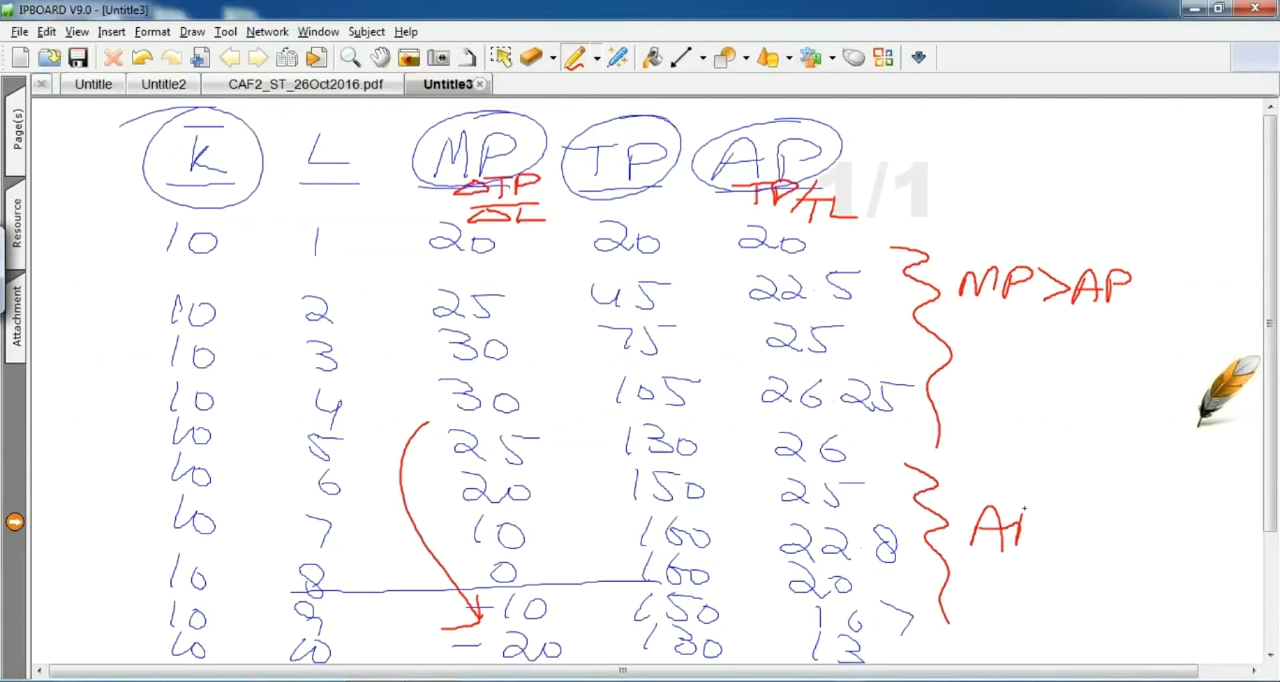 IPBOARD V9.0 - [Untitle3]
File Edit View Insert Format Draw Tool Network Window Subject Help
Untitle Untitle2 CAF2_ST_26Oct2016.pdf Untitle3
Page(s)
Resource
Attachment
1/1
K L MP TP AP
ΔTP/ΔL TP/TL
10 1 20 20 20
10 2 25 45 22.5
10 3 30 75 25
10 4 30 105 26.25
10 5 25 130 26
10 6 20 150 25
10 7 10 160 22.8
10 8 0 160 20
10 9 -10 150 16.7
10 10 -20 130 13
MP>AP